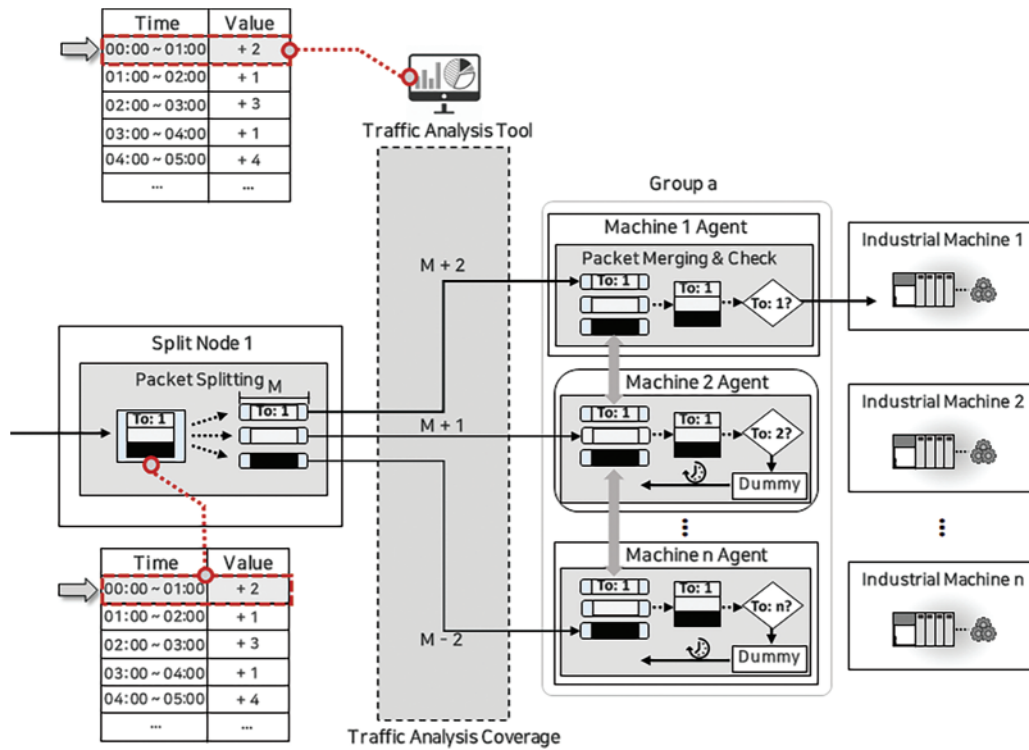 Time Value
00:00 ~ 01:00 + 2
01:00 ~ 02:00 + 1
02:00 ~ 03:00 + 3
03:00 ~ 04:00 + 1
04:00 ~ 05:00 + 4
... ...
Traffic Analysis Tool
Group a
Machine 1 Agent
Packet Merging & Check
To: 1
To: 1
To: 1?
Industrial Machine 1
M + 2
Split Node 1
Packet Splitting
M
To: 1
To: 1
M + 1
Machine 2 Agent
To: 1
To: 1
To: 2?
Dummy
Industrial Machine 2
Machine n Agent
To: 1
To: 1
To: n?
Dummy
Industrial Machine n
M - 2
Time Value
00:00 ~ 01:00 + 2
01:00 ~ 02:00 + 1
02:00 ~ 03:00 + 3
03:00 ~ 04:00 + 1
04:00 ~ 05:00 + 4
... ...
Traffic Analysis Coverage